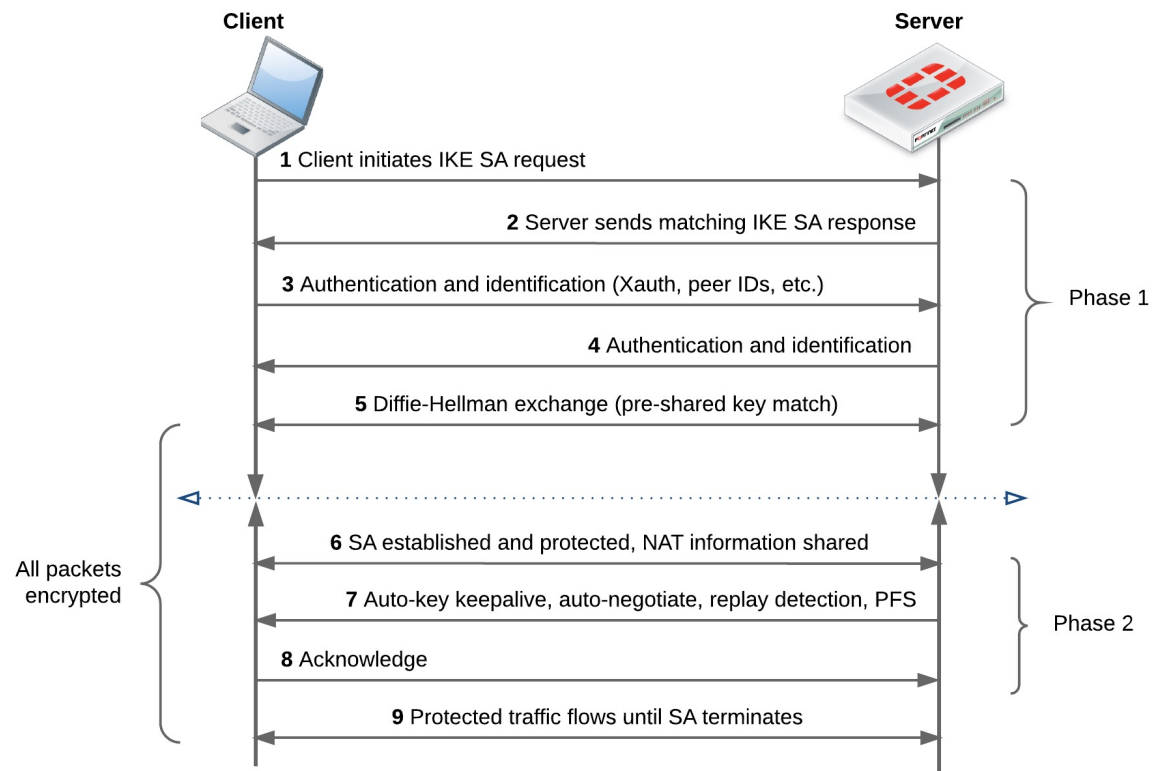 Client
Server
1 Client initiates IKE SA request
2 Server sends matching IKE SA response
3 Authentication and identification (Xauth, peer IDs, etc.)
Phase 1
4 Authentication and identification
5 Diffie-Hellman exchange (pre-shared key match)
6 SA established and protected, NAT information shared
All packets
encrypted
7 Auto-key keepalive, auto-negotiate, replay detection, PFS
Phase 2
8 Acknowledge
9 Protected traffic flows until SA terminates